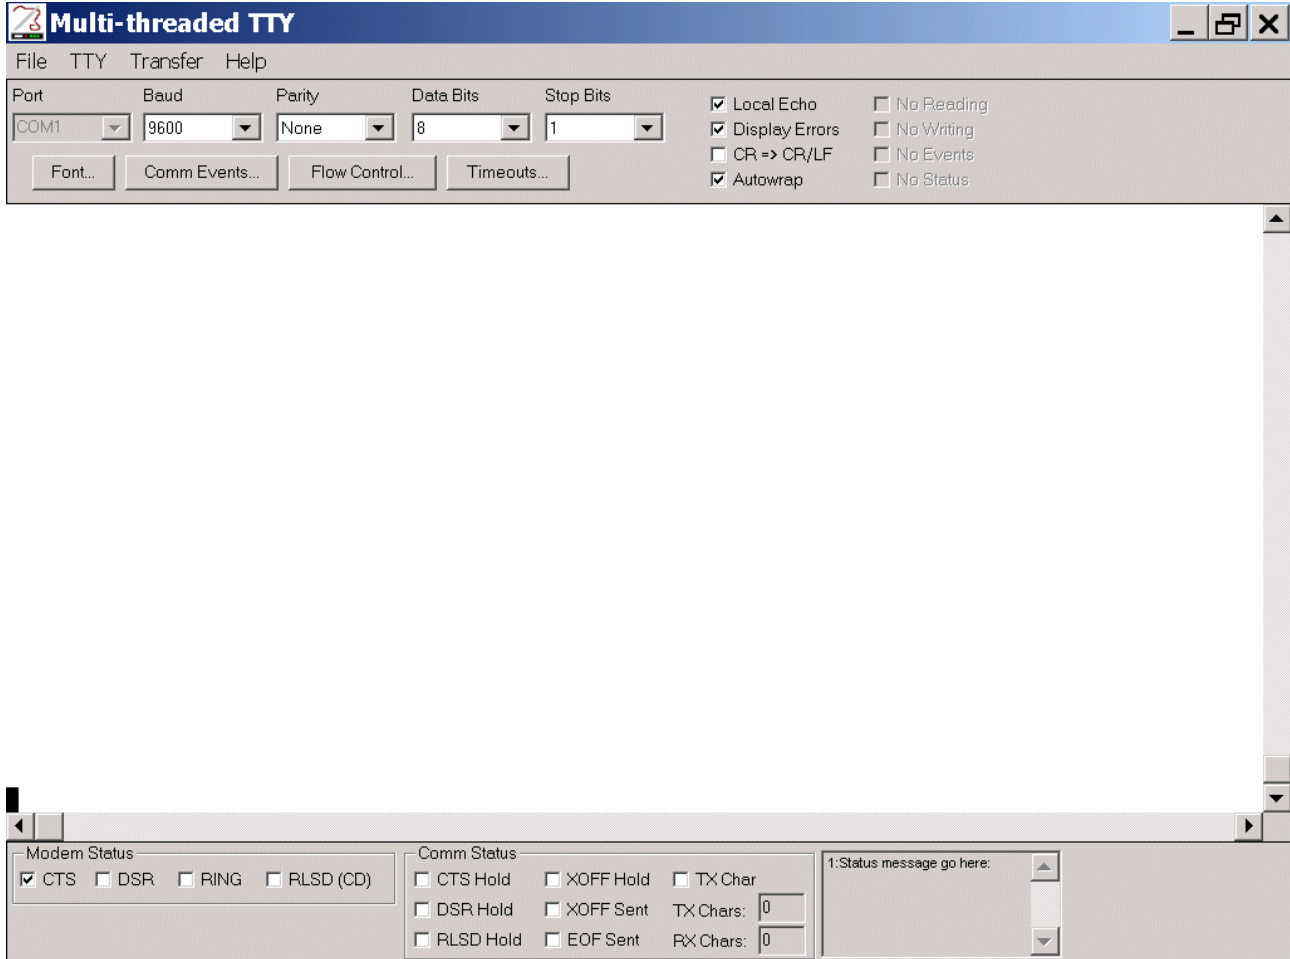 Multi-threaded TTY
File TTY Transfer Help
Port Baud Parity Data Bits Stop Bits
COM1 9600 None 8 1
Font... Comm Events... Flow Control... Timeouts...
Local Echo No Reading
Display Errors No Writing
CR => CR/LF No Events
Autowrap No Status
Modem Status
CTS DSR RING RLSD (CD)
Comm Status
CTS Hold XOFF Hold TX Char
DSR Hold XOFF Sent TX Chars: 0
RLSD Hold EOF Sent RX Chars: 0
1:Status message go here: